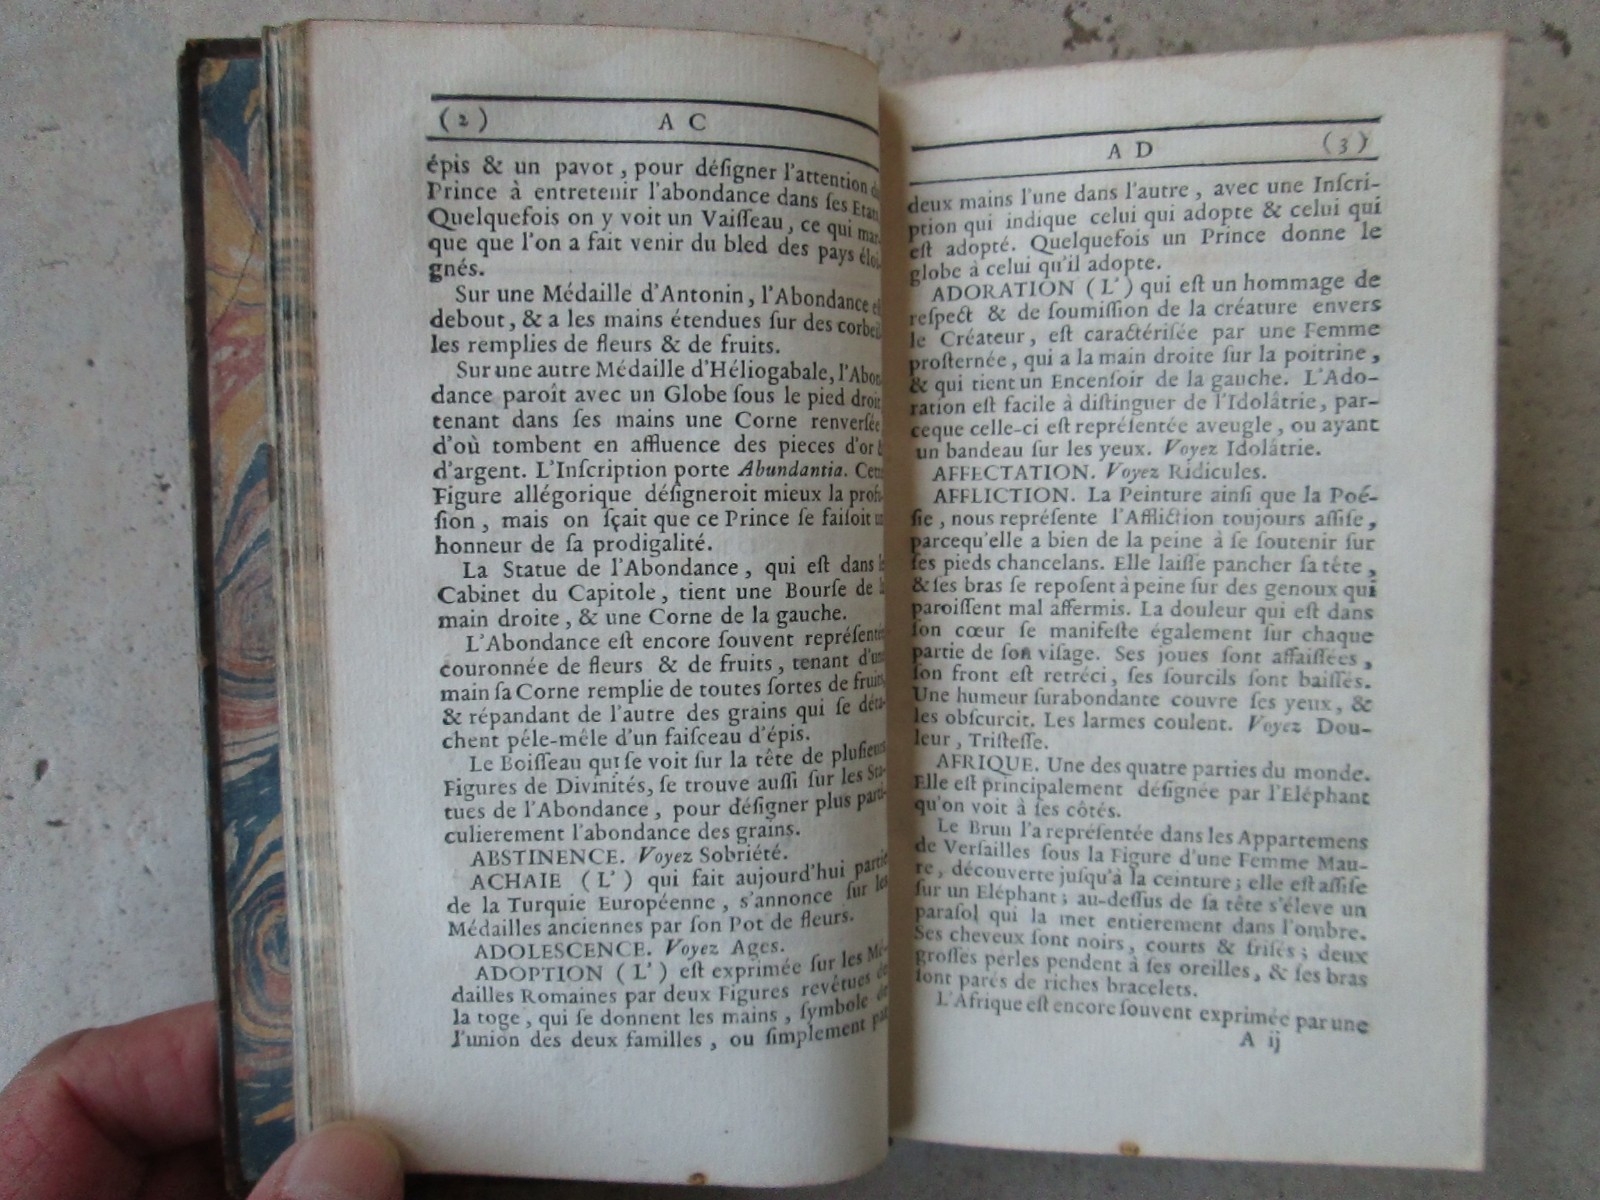 (2) A C
épis & un pavot, pour déſigner l'attention du
Prince à entretenir l'abondance dans ſes Etats.
Quelquefois on y voit un Vaiſſeau, ce qui mar-
que que l'on a fait venir du bled des pays éloi-
gnés.
Sur une Médaille d'Antonin, l'Abondance eſt
debout, & a les mains étendues ſur des corbeil-
les remplies de fleurs & de fruits.
Sur une autre Médaille d'Héliogabale, l'Abon-
dance paroît avec un Globe ſous le pied droit,
tenant dans ſes mains une Corne renverſée,
d'où tombent en affluence des pieces d'or &
d'argent. L'Inſcription porte Abundantia. Cette
Figure allégorique déſigneroit mieux la profu-
ſion, mais on ſçait que ce Prince ſe faiſoit un
honneur de ſa prodigalité.
La Statue de l'Abondance, qui eſt dans le
Cabinet du Capitole, tient une Bourſe de la
main droite, & une Corne de la gauche.
L'Abondance eſt encore ſouvent repréſentée
couronnée de fleurs & de fruits, tenant d'une
main ſa Corne remplie de toutes ſortes de fruits,
& répandant de l'autre des grains qui ſe déta-
chent péle-mêle d'un faiſceau d'épis.
Le Boiſſeau qui ſe voit ſur la tête de pluſieurs
Figures de Divinités, ſe trouve auſſi ſur les Sta-
tues de l'Abondance, pour déſigner plus parti-
culierement l'abondance des grains.
ABSTINENCE. Voyez Sobriété.
ACHAIE (L') qui fait aujourd'hui partie
de la Turquie Européenne, s'annonce ſur les
Médailles anciennes par ſon Pot de fleurs.
ADOLESCENCE. Voyez Ages.
ADOPTION (L') eſt exprimée ſur les Mé-
dailles Romaines par deux Figures revêtues de
la toge, qui ſe donnent les mains, ſymbole de
l'union des deux familles, ou ſimplement par
A D (3)
deux mains l'une dans l'autre, avec une Inſcri-
ption qui indique celui qui adopte & celui qui
eſt adopté. Quelquefois un Prince donne le
globe à celui qu'il adopte.
ADORATION (L') qui eſt un hommage de
reſpect & de ſoumiſſion de la créature envers
le Créateur, eſt caractériſée par une Femme
proſternée, qui a la main droite ſur la poitrine,
& qui tient un Encenſoir de la gauche. L'Ado-
ration eſt facile à diſtinguer de l'Idolâtrie, par-
ceque celle-ci eſt repréſentée aveugle, ou ayant
un bandeau ſur les yeux. Voyez Idolâtrie.
AFFECTATION. Voyez Ridicules.
AFFLICTION. La Peinture ainſi que la Poé-
ſie, nous repréſente l'Affliction toujours aſſiſe,
parcequ'elle a bien de la peine à ſe ſoutenir ſur
ſes pieds chancelans. Elle laiſſe pancher ſa tête,
& ſes bras ſe repoſent à peine ſur des genoux qui
paroiſſent mal affermis. La douleur qui eſt dans
ſon cœur ſe manifeſte également ſur chaque
partie de ſon viſage. Ses joues ſont affaiſſées,
ſon front eſt retréci, ſes ſourcils ſont baiſſés.
Une humeur ſurabondante couvre ſes yeux, &
les obſcurcit. Les larmes coulent. Voyez Dou-
leur, Triſteſſe.
AFRIQUE. Une des quatre parties du monde.
Elle eſt principalement déſignée par l'Eléphant
qu'on voit à ſes côtés.
Le Brun l'a repréſentée dans les Appartemens
de Verſailles ſous la Figure d'une Femme Mau-
re, découverte juſqu'à la ceinture; elle eſt aſſiſe
ſur un Eléphant; au-deſſus de ſa tête s'éleve un
paraſol qui la met entierement dans l'ombre.
Ses cheveux ſont noirs, courts & friſés; deux
groſſes perles pendent à ſes oreilles, & ſes bras
ſont parés de riches bracelets.
L'Afrique eſt encore ſouvent exprimée par une
A ij